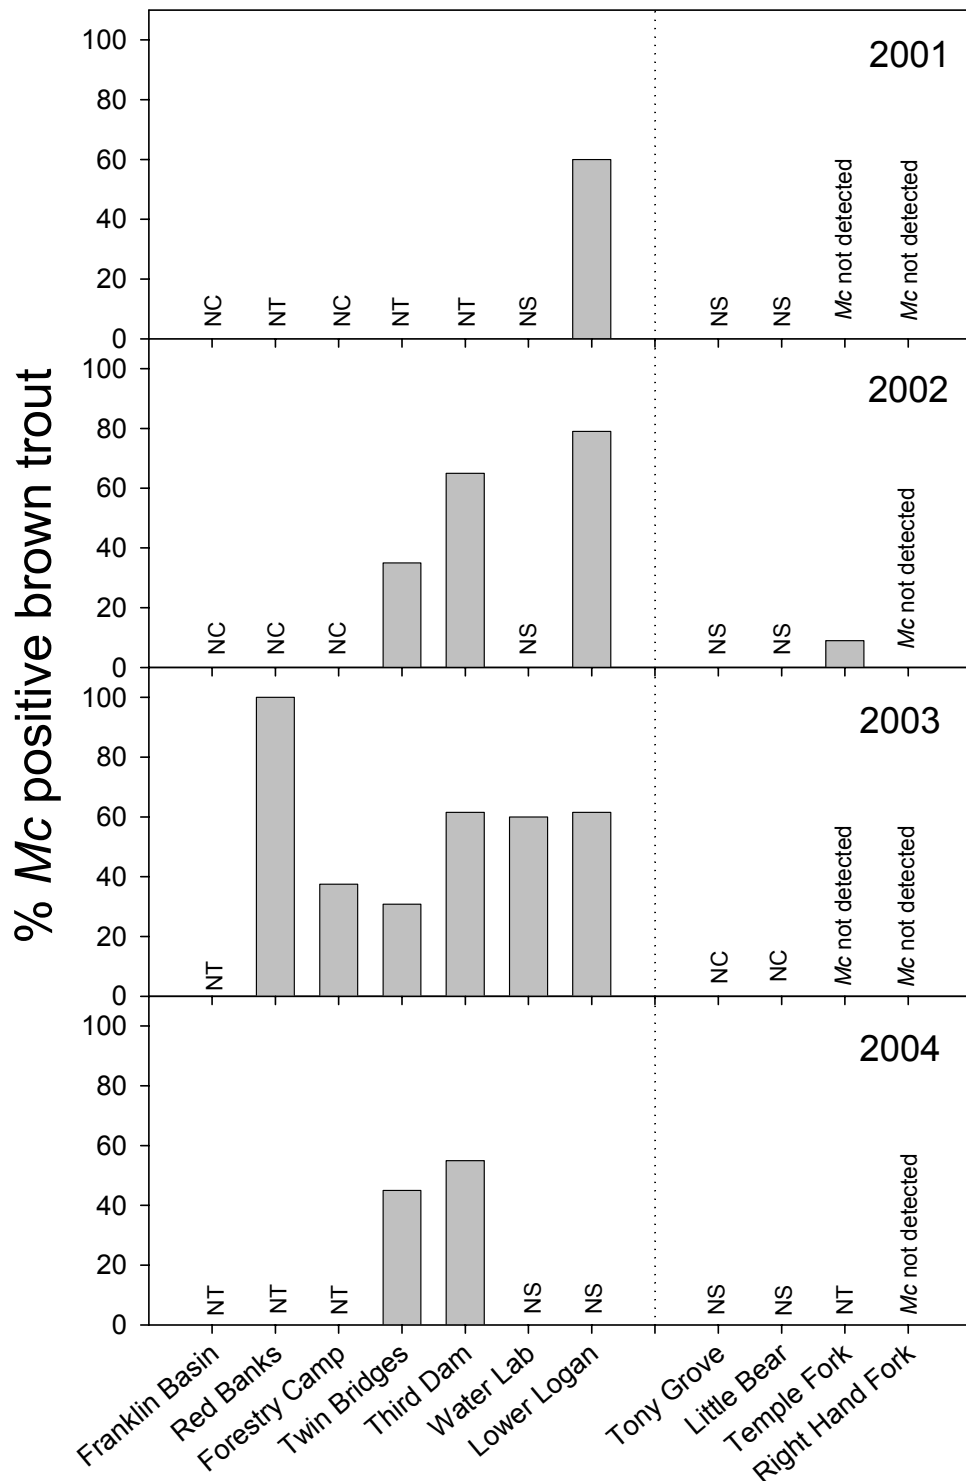 % Mc positive brown trout
2001
100
80
60
40
20
0
NC NT NC NT NT NS NS NS Mc not detected Mc not detected
2002
100
80
60
40
20
0
NC NC NC NS NS NS Mc not detected
2003
100
80
60
40
20
0
NT NC NC Mc not detected Mc not detected
2004
100
80
60
40
20
0
NT NT NT NS NS NS NS NT Mc not detected
Franklin Basin
Red Banks
Forestry Camp
Twin Bridges
Third Dam
Water Lab
Lower Logan
Tony Grove
Little Bear
Temple Fork
Right Hand Fork